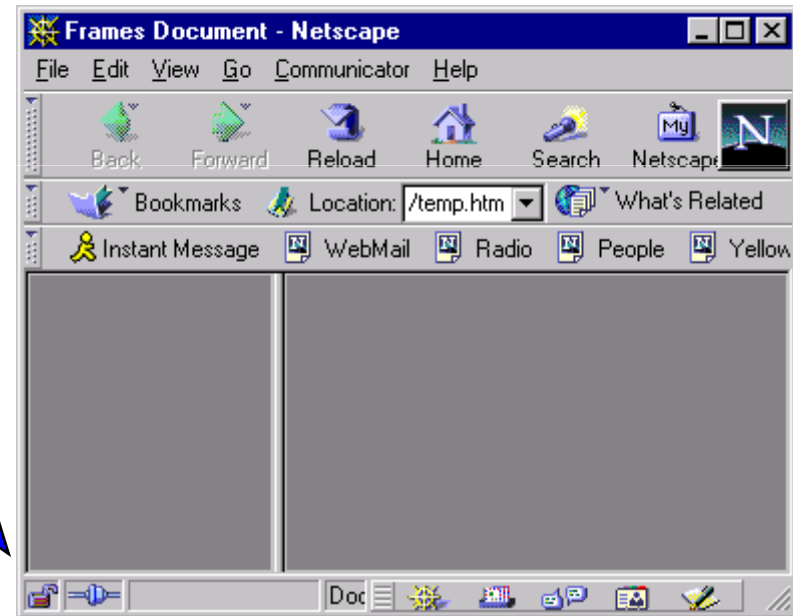 Frames Document - Netscape
File Edit View Go Communicator Help
My N
Back Forward Reload Home Search Netscape
Bookmarks Location: /temp.htm What's Related
Instant Message WebMail Radio People Yellow
Doc